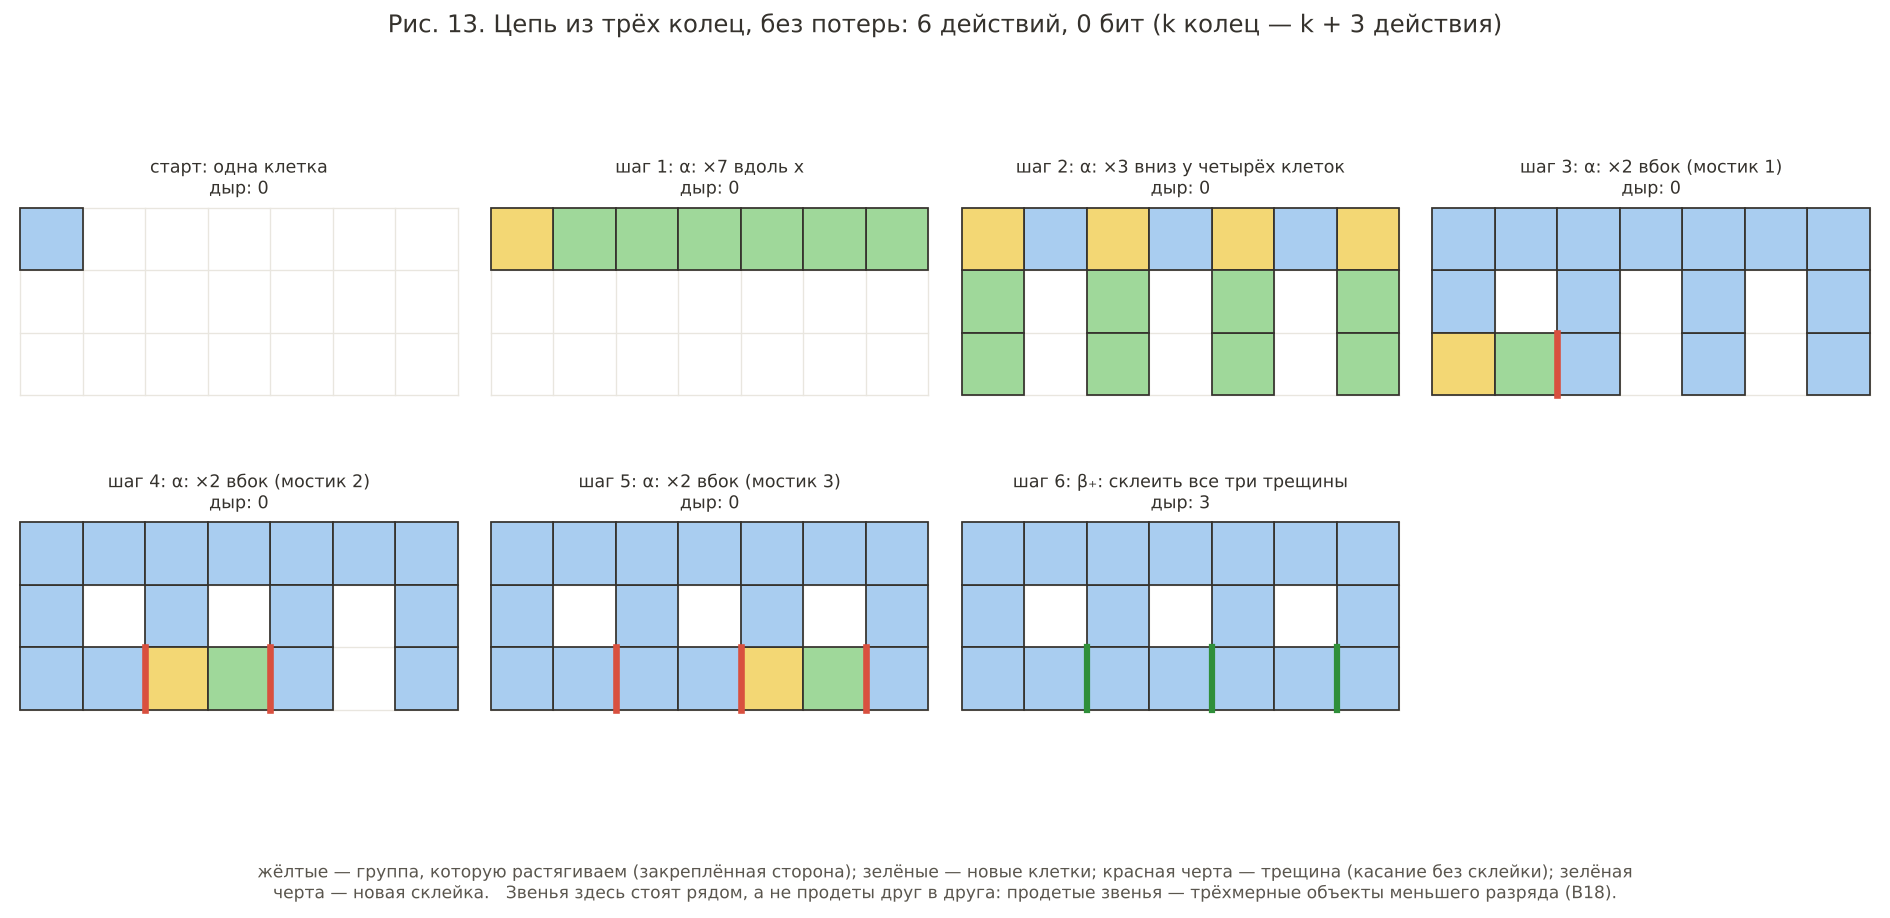 Рис. 13. Цепь из трёх колец, без потерь: 6 действий, 0 бит (k колец — k + 3 действия)
старт: одна клетка
дыр: 0
шаг 1: α: ×7 вдоль x
дыр: 0
шаг 2: α: ×3 вниз у четырёх клеток
дыр: 0
шаг 3: α: ×2 вбок (мостик 1)
дыр: 0
шаг 4: α: ×2 вбок (мостик 2)
дыр: 0
шаг 5: α: ×2 вбок (мостик 3)
дыр: 0
шаг 6: β₊: склеить все три трещины
дыр: 3
жёлтые — группа, которую растягиваем (закреплённая сторона); зелёные — новые клетки; красная черта — трещина (касание без склейки); зелёная
черта — новая склейка.   Звенья здесь стоят рядом, а не продеты друг в друга: продетые звенья — трёхмерные объекты меньшего разряда (В18).